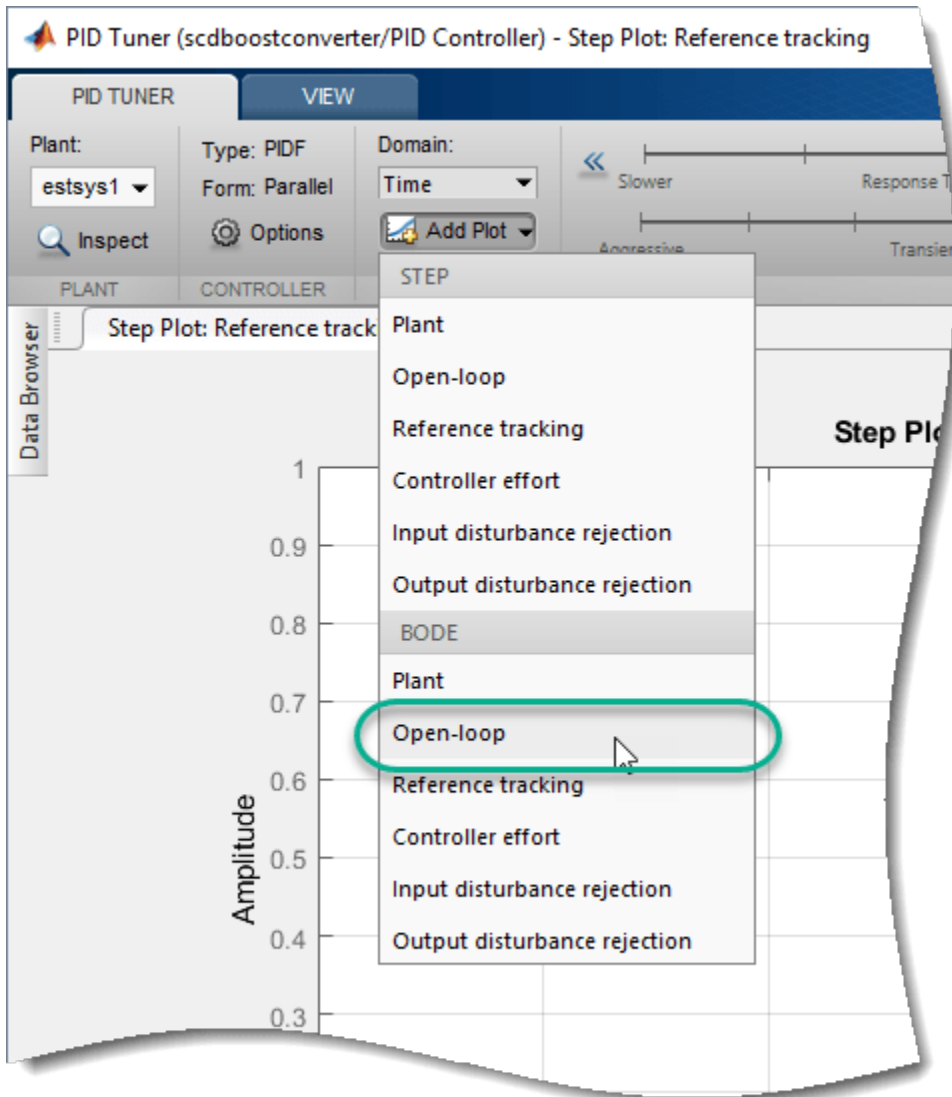 PID Tuner (scdboostconverter/PID Controller) - Step Plot: Reference tracking
PID TUNER
VIEW
Plant:
estsys1
Inspect
PLANT
Type: PIDF
Form: Parallel
Options
CONTROLLER
Domain:
Time
Add Plot
Slower
Response T
Aggressive
Transien
STEP
Plant
Open-loop
Reference tracking
Controller effort
Input disturbance rejection
Output disturbance rejection
BODE
Plant
Open-loop
Reference tracking
Controller effort
Input disturbance rejection
Output disturbance rejection
Data Browser
Step Plot: Reference track
Step Plo
Amplitude
1
0.9
0.8
0.7
0.6
0.5
0.4
0.3